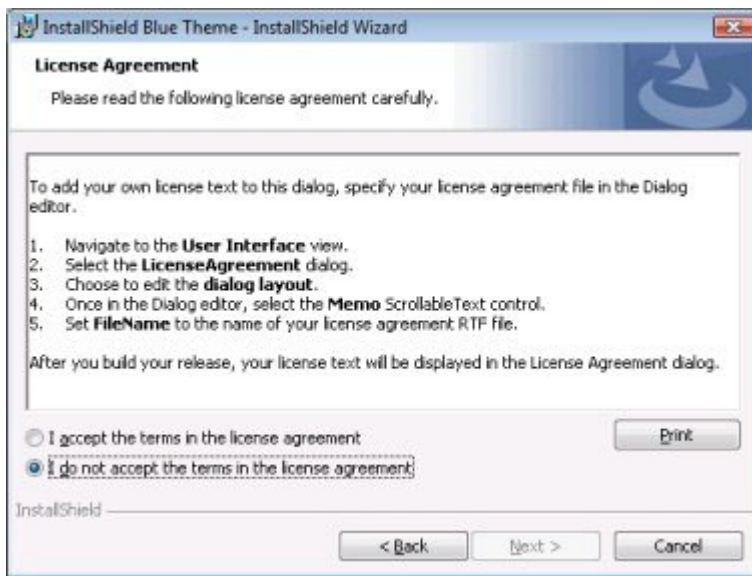 InstallShield Blue Theme - InstallShield Wizard
License Agreement
Please read the following license agreement carefully.
To add your own license text to this dialog, specify your license agreement file in the Dialog
editor.
1. Navigate to the User Interface view.
2. Select the LicenseAgreement dialog.
3. Choose to edit the dialog layout.
4. Once in the Dialog editor, select the Memo ScrollableText control.
5. Set FileName to the name of your license agreement RTF file.
After you build your release, your license text will be displayed in the License Agreement dialog.
I accept the terms in the license agreement
Print
I do not accept the terms in the license agreement
InstallShield
< Back
Next >
Cancel